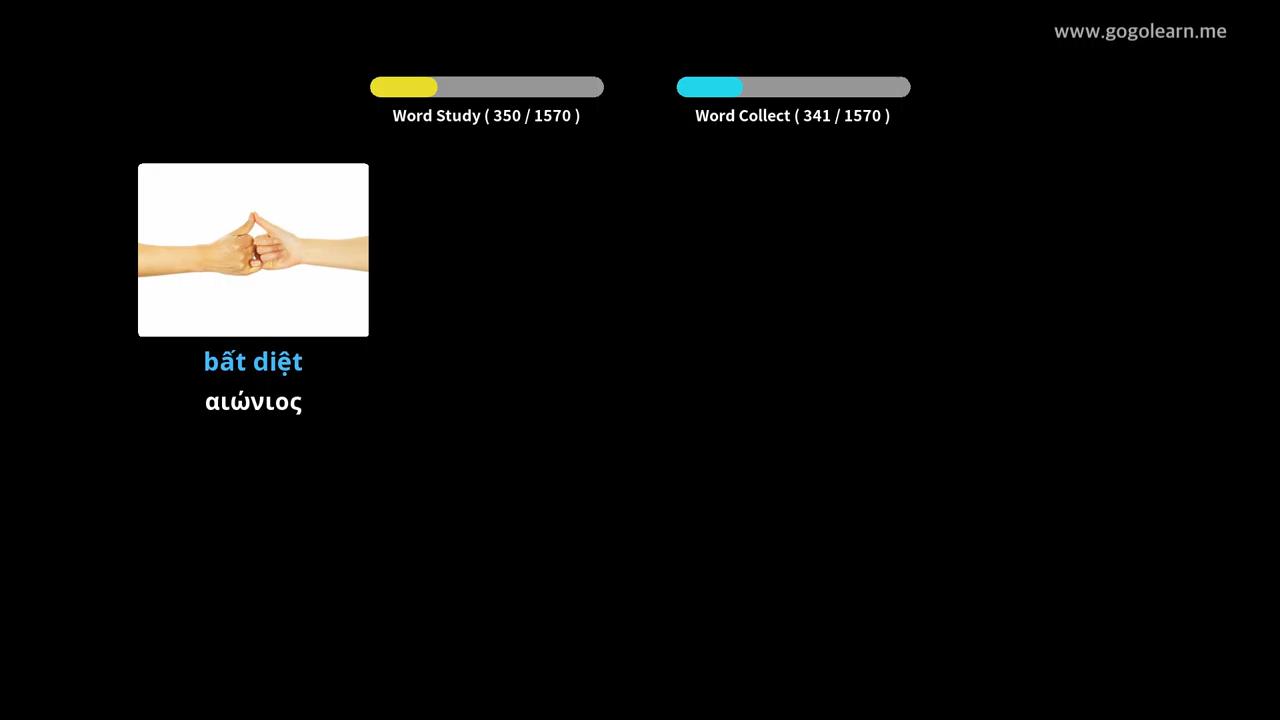 www.gogolearn.me
Word Study ( 350 / 1570 )
Word Collect ( 341 / 1570 )
bất diệt
αιώνιος